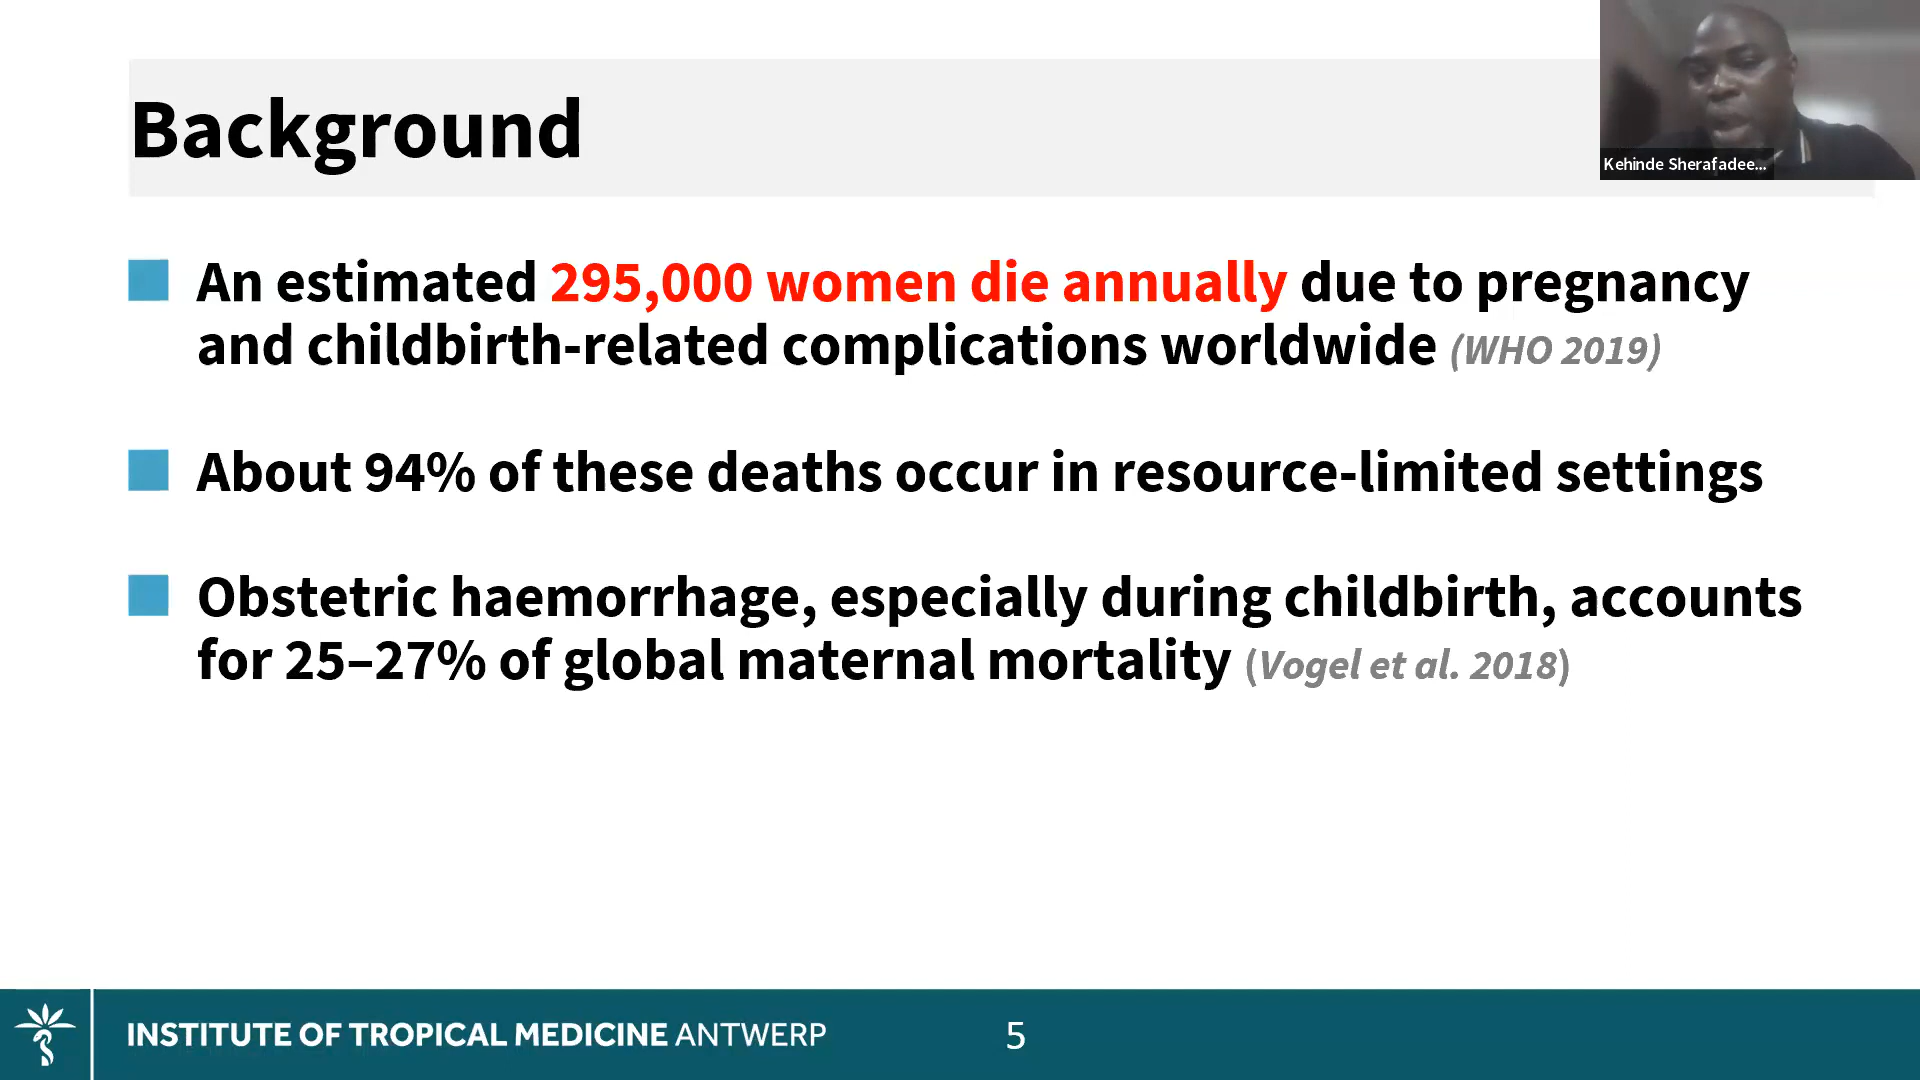 Background
Kehinde Sherafadee...
An estimated 295,000 women die annually due to pregnancy
and childbirth-related complications worldwide (WHO 2019)
About 94% of these deaths occur in resource-limited settings
Obstetric haemorrhage, especially during childbirth, accounts
for 25–27% of global maternal mortality (Vogel et al. 2018)
INSTITUTE OF TROPICAL MEDICINE ANTWERP
5